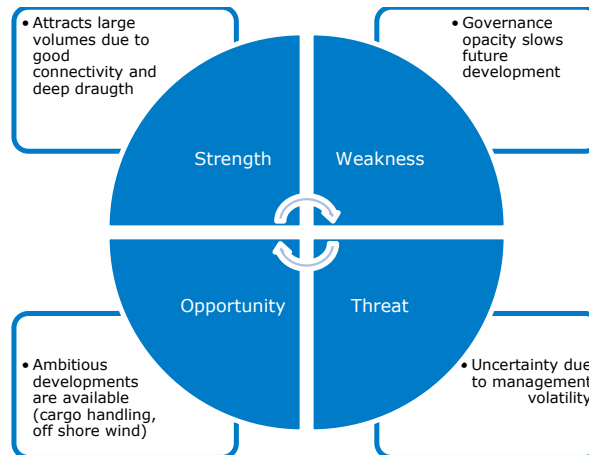 • Attracts large
volumes due to
good
connectivity and
deep draugth
• Governance
opacity slows
future
development
Strength
Weakness
Opportunity
Threat
• Ambitious
developments
are available
(cargo handling,
off shore wind)
• Uncertainty due
to management
volatility